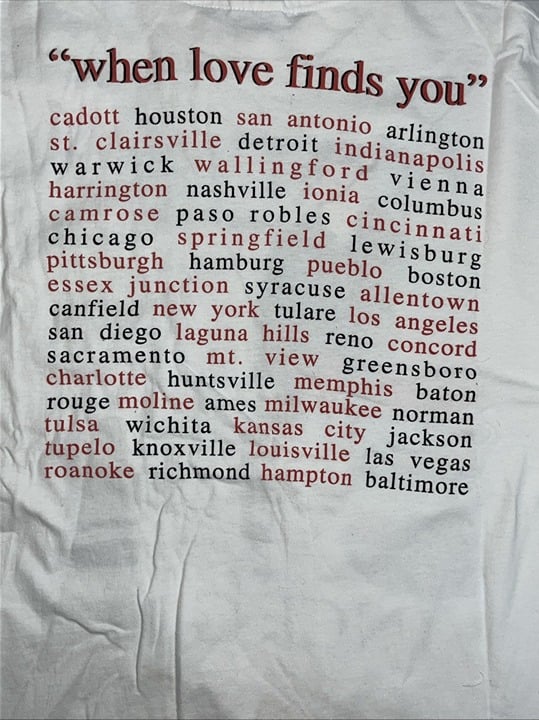 “when love finds you”
cadott houston san antonio arlington
st. clairsville detroit indianapolis
warwick wallingford vienna
harrington nashville ionia columbus
camrose paso robles cincinnati
chicago springfield lewisburg
pittsburgh hamburg pueblo boston
essex junction syracuse allentown
canfield new york tulare los angeles
san diego laguna hills reno concord
sacramento mt. view greensboro
charlotte huntsville memphis baton
rouge moline ames milwaukee norman
tulsa wichita kansas city jackson
tupelo knoxville louisville las vegas
roanoke richmond hampton baltimore